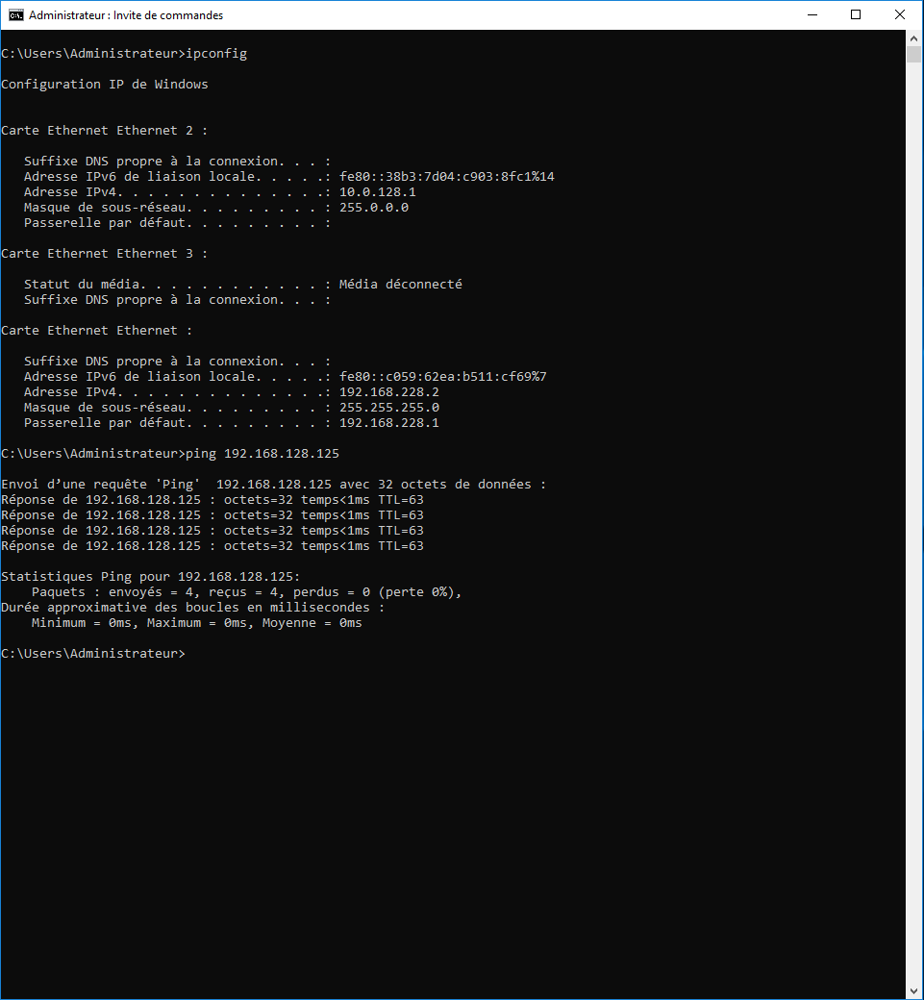 Administrateur : Invite de commandes
C:\Users\Administrateur>ipconfig
Configuration IP de Windows
Carte Ethernet Ethernet 2 :
Suffixe DNS propre à la connexion. . . :
Adresse IPv6 de liaison locale. . . . .: fe80::38b3:7d04:c903:8fc1%14
Adresse IPv4. . . . . . . . . . . . . .: 10.0.128.1
Masque de sous-réseau. . . . . . . . . : 255.0.0.0
Passerelle par défaut. . . . . . . . . :
Carte Ethernet Ethernet 3 :
Statut du média. . . . . . . . . . . . : Média déconnecté
Suffixe DNS propre à la connexion. . . :
Carte Ethernet Ethernet :
Suffixe DNS propre à la connexion. . . :
Adresse IPv6 de liaison locale. . . . .: fe80::c059:62ea:b511:cf69%7
Adresse IPv4. . . . . . . . . . . . . .: 192.168.228.2
Masque de sous-réseau. . . . . . . . . : 255.255.255.0
Passerelle par défaut. . . . . . . . . : 192.168.228.1
C:\Users\Administrateur>ping 192.168.128.125
Envoi d’une requête 'Ping'  192.168.128.125 avec 32 octets de données :
Réponse de 192.168.128.125 : octets=32 temps<1ms TTL=63
Réponse de 192.168.128.125 : octets=32 temps<1ms TTL=63
Réponse de 192.168.128.125 : octets=32 temps<1ms TTL=63
Réponse de 192.168.128.125 : octets=32 temps<1ms TTL=63
Statistiques Ping pour 192.168.128.125:
Paquets : envoyés = 4, reçus = 4, perdus = 0 (perte 0%),
Durée approximative des boucles en millisecondes :
Minimum = 0ms, Maximum = 0ms, Moyenne = 0ms
C:\Users\Administrateur>